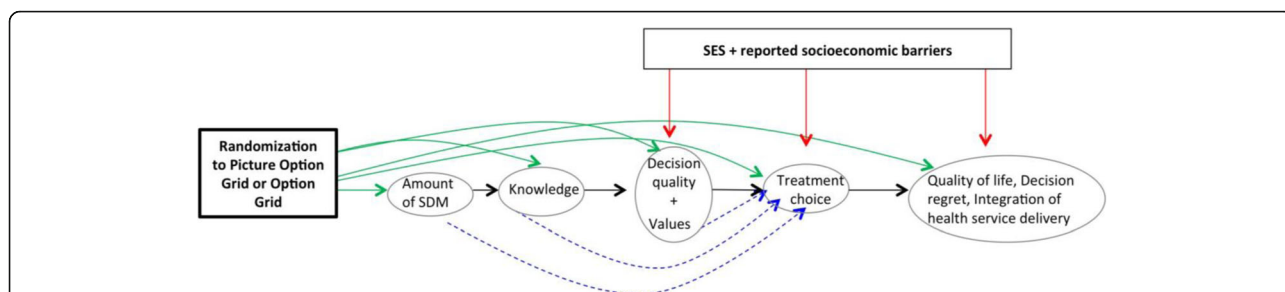 SES + reported socioeconomic barriers
Randomization
to Picture Option
Grid or Option
Grid
Amount
of SDM
Knowledge
Decision
quality
+
Values
Treatment
choice
Quality of life, Decision
regret, Integration of
health service delivery